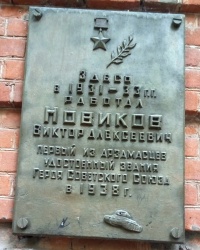 ЗДЕСЬ
в 1931-33 гг.
РАБОТАЛ
НОВИКОВ
ВИКТОР АЛЕКСЕЕВИЧ
ПЕРВЫЙ ИЗ АРЗАМАСЦЕВ
УДОСТОЕННЫЙ ЗВАНИЯ
ГЕРОЯ СОВЕТСКОГО СОЮЗА
В 1938 г.